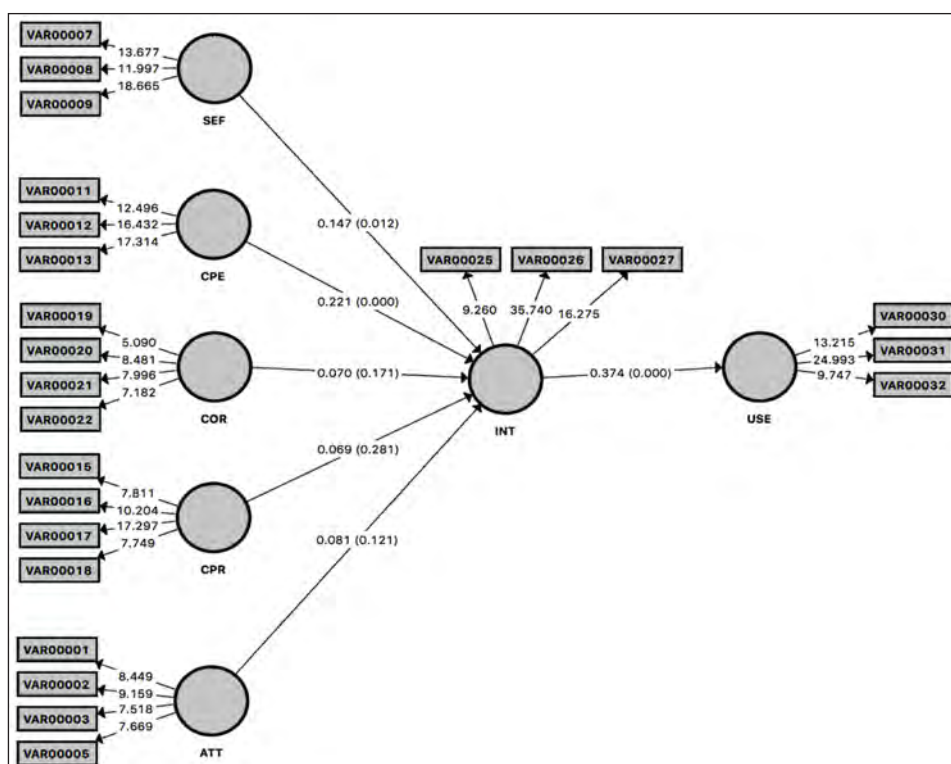 VAR00007
13.677
VAR00008
11.997
VAR00009
18.665
SEF
VAR00011
12.496
VAR00012
16.432
VAR00013
17.314
CPE
VAR00019
5.090
VAR00020
8.481
VAR00021
7.996
VAR00022
7.182
COR
VAR00015
7.811
VAR00016
10.204
VAR00017
17.297
VAR00018
7.749
CPR
VAR00001
8.449
VAR00002
9.159
VAR00003
7.518
VAR00005
7.669
ATT
0.147 (0.012)
0.221 (0.000)
0.070 (0.171)
0.069 (0.281)
0.081 (0.121)
VAR00025
VAR00026
VAR00027
9.260
35.740
16.275
INT
0.374 (0.000)
USE
VAR00030
13.215
VAR00031
24.993
VAR00032
9.747